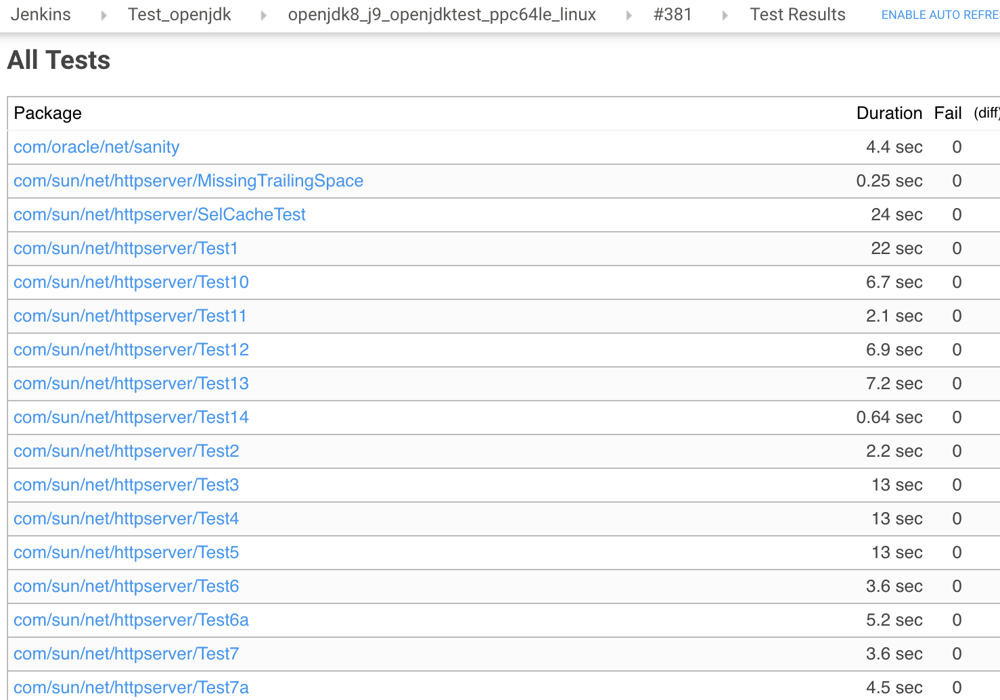 Jenkins Test_openjdk openjdk8_j9_openjdktest_ppc64le_linux #381 Test Results ENABLE AUTO REFRE
All Tests
Package Duration Fail (diff)
com/oracle/net/sanity 4.4 sec 0
com/sun/net/httpserver/MissingTrailingSpace 0.25 sec 0
com/sun/net/httpserver/SelCacheTest 24 sec 0
com/sun/net/httpserver/Test1 22 sec 0
com/sun/net/httpserver/Test10 6.7 sec 0
com/sun/net/httpserver/Test11 2.1 sec 0
com/sun/net/httpserver/Test12 6.9 sec 0
com/sun/net/httpserver/Test13 7.2 sec 0
com/sun/net/httpserver/Test14 0.64 sec 0
com/sun/net/httpserver/Test2 2.2 sec 0
com/sun/net/httpserver/Test3 13 sec 0
com/sun/net/httpserver/Test4 13 sec 0
com/sun/net/httpserver/Test5 13 sec 0
com/sun/net/httpserver/Test6 3.6 sec 0
com/sun/net/httpserver/Test6a 5.2 sec 0
com/sun/net/httpserver/Test7 3.6 sec 0
com/sun/net/httpserver/Test7a 4.5 sec 0